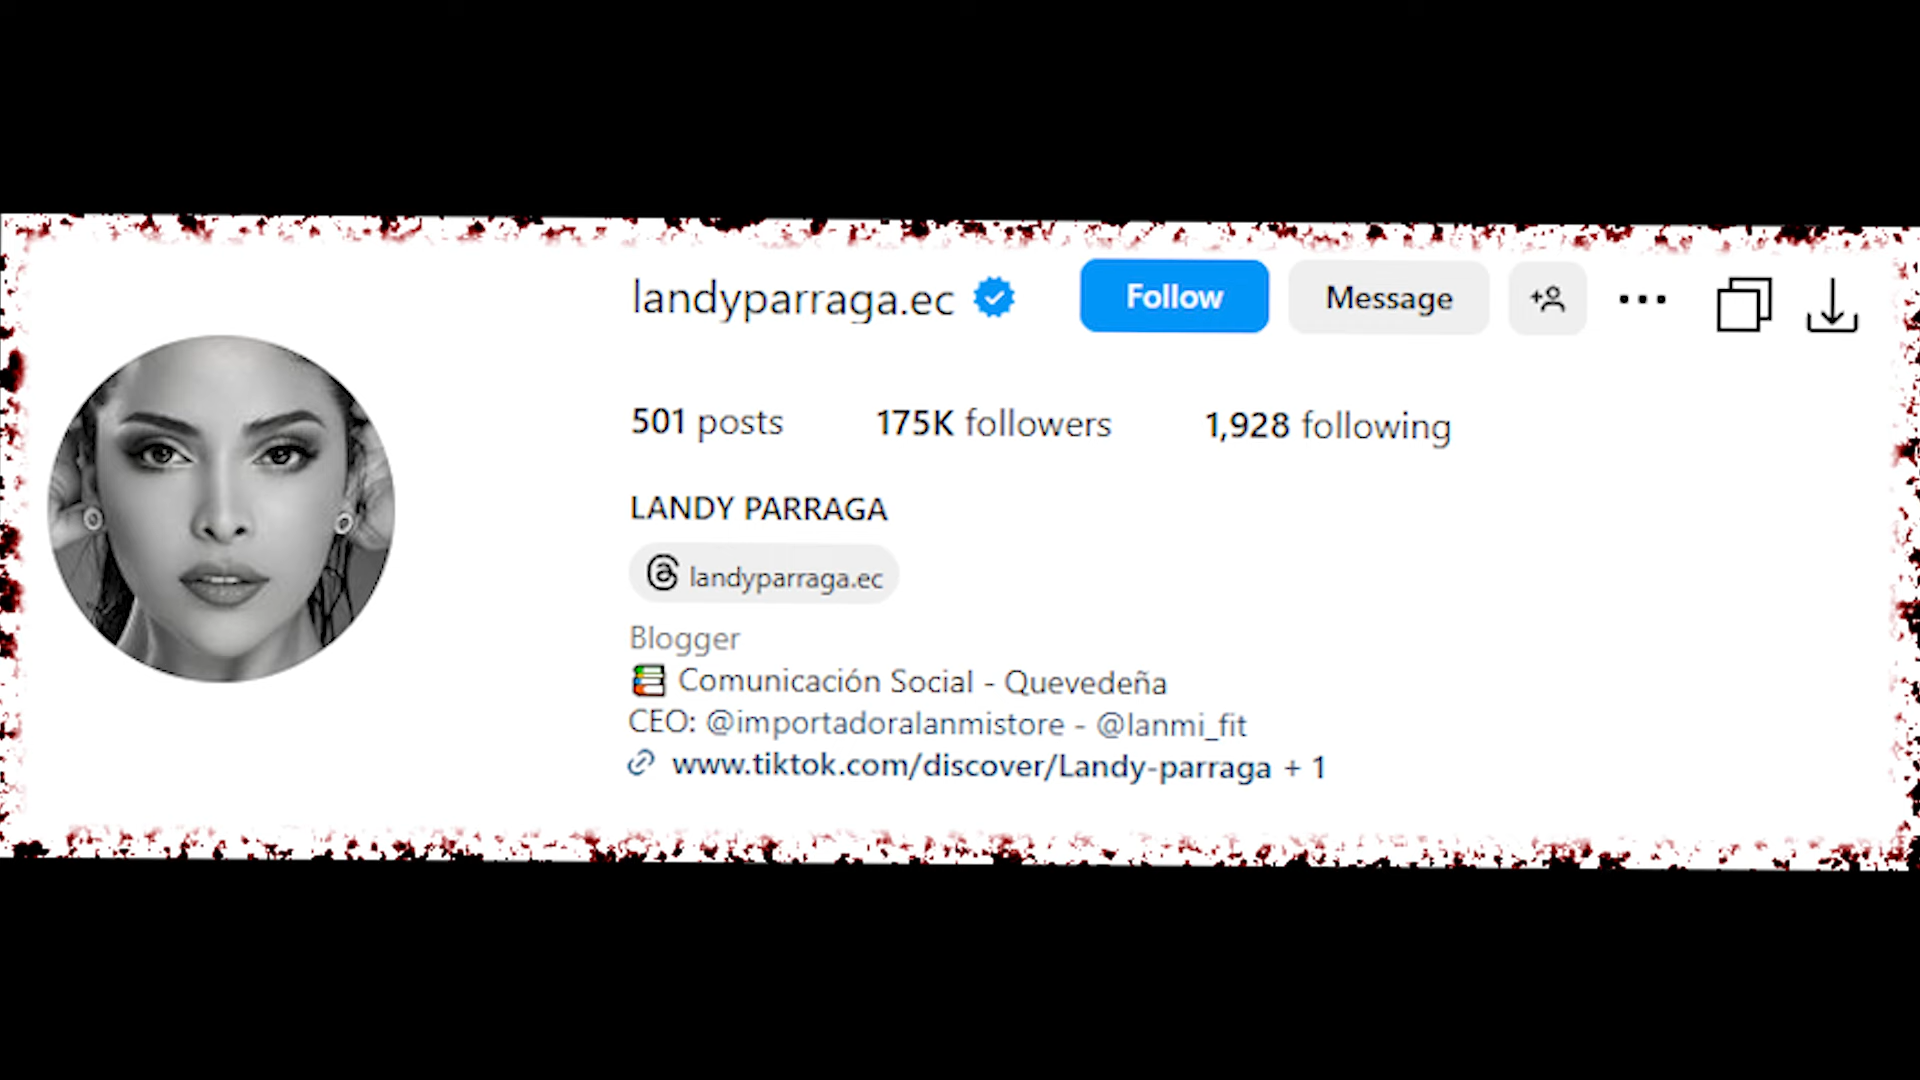 landyparraga.ec Follow Message
501 posts 175K followers 1,928 following
LANDY PARRAGA
landyparraga.ec
Blogger
Comunicación Social - Quevedeña
CEO: @importadoralanmistore - @lanmi_fit
www.tiktok.com/discover/Landy-parraga + 1